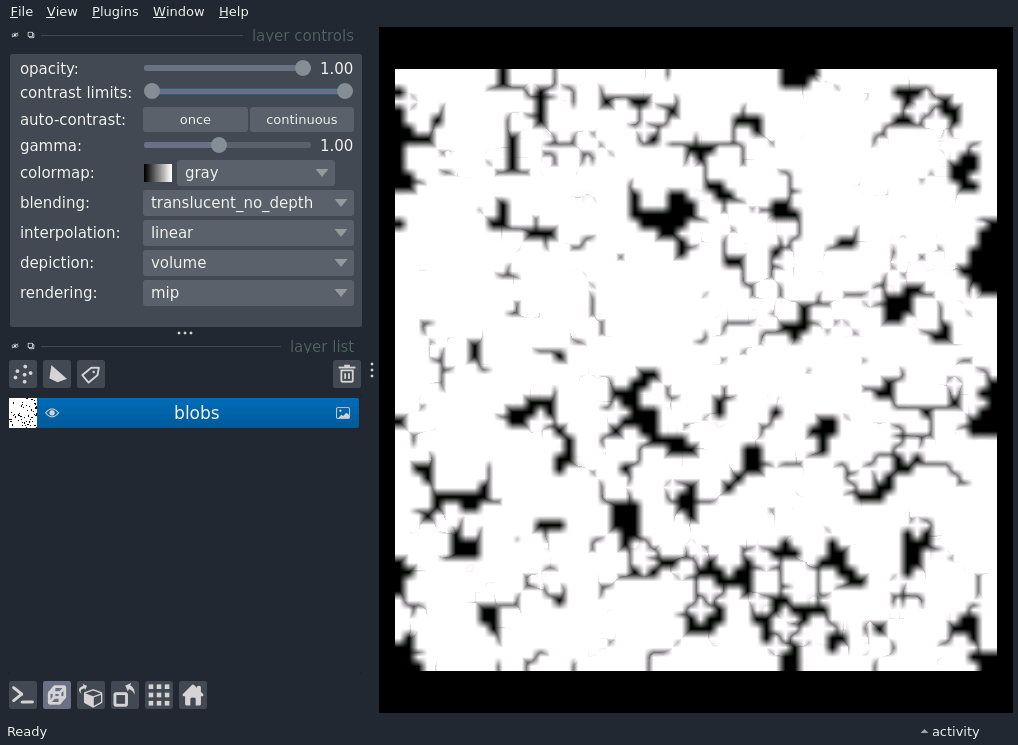 File View Plugins Window Help
layer controls
opacity: 1.00
contrast limits:
auto-contrast: once continuous
gamma: 1.00
colormap: gray
blending: translucent_no_depth
interpolation: linear
depiction: volume
rendering: mip
layer list
blobs
Ready
activity